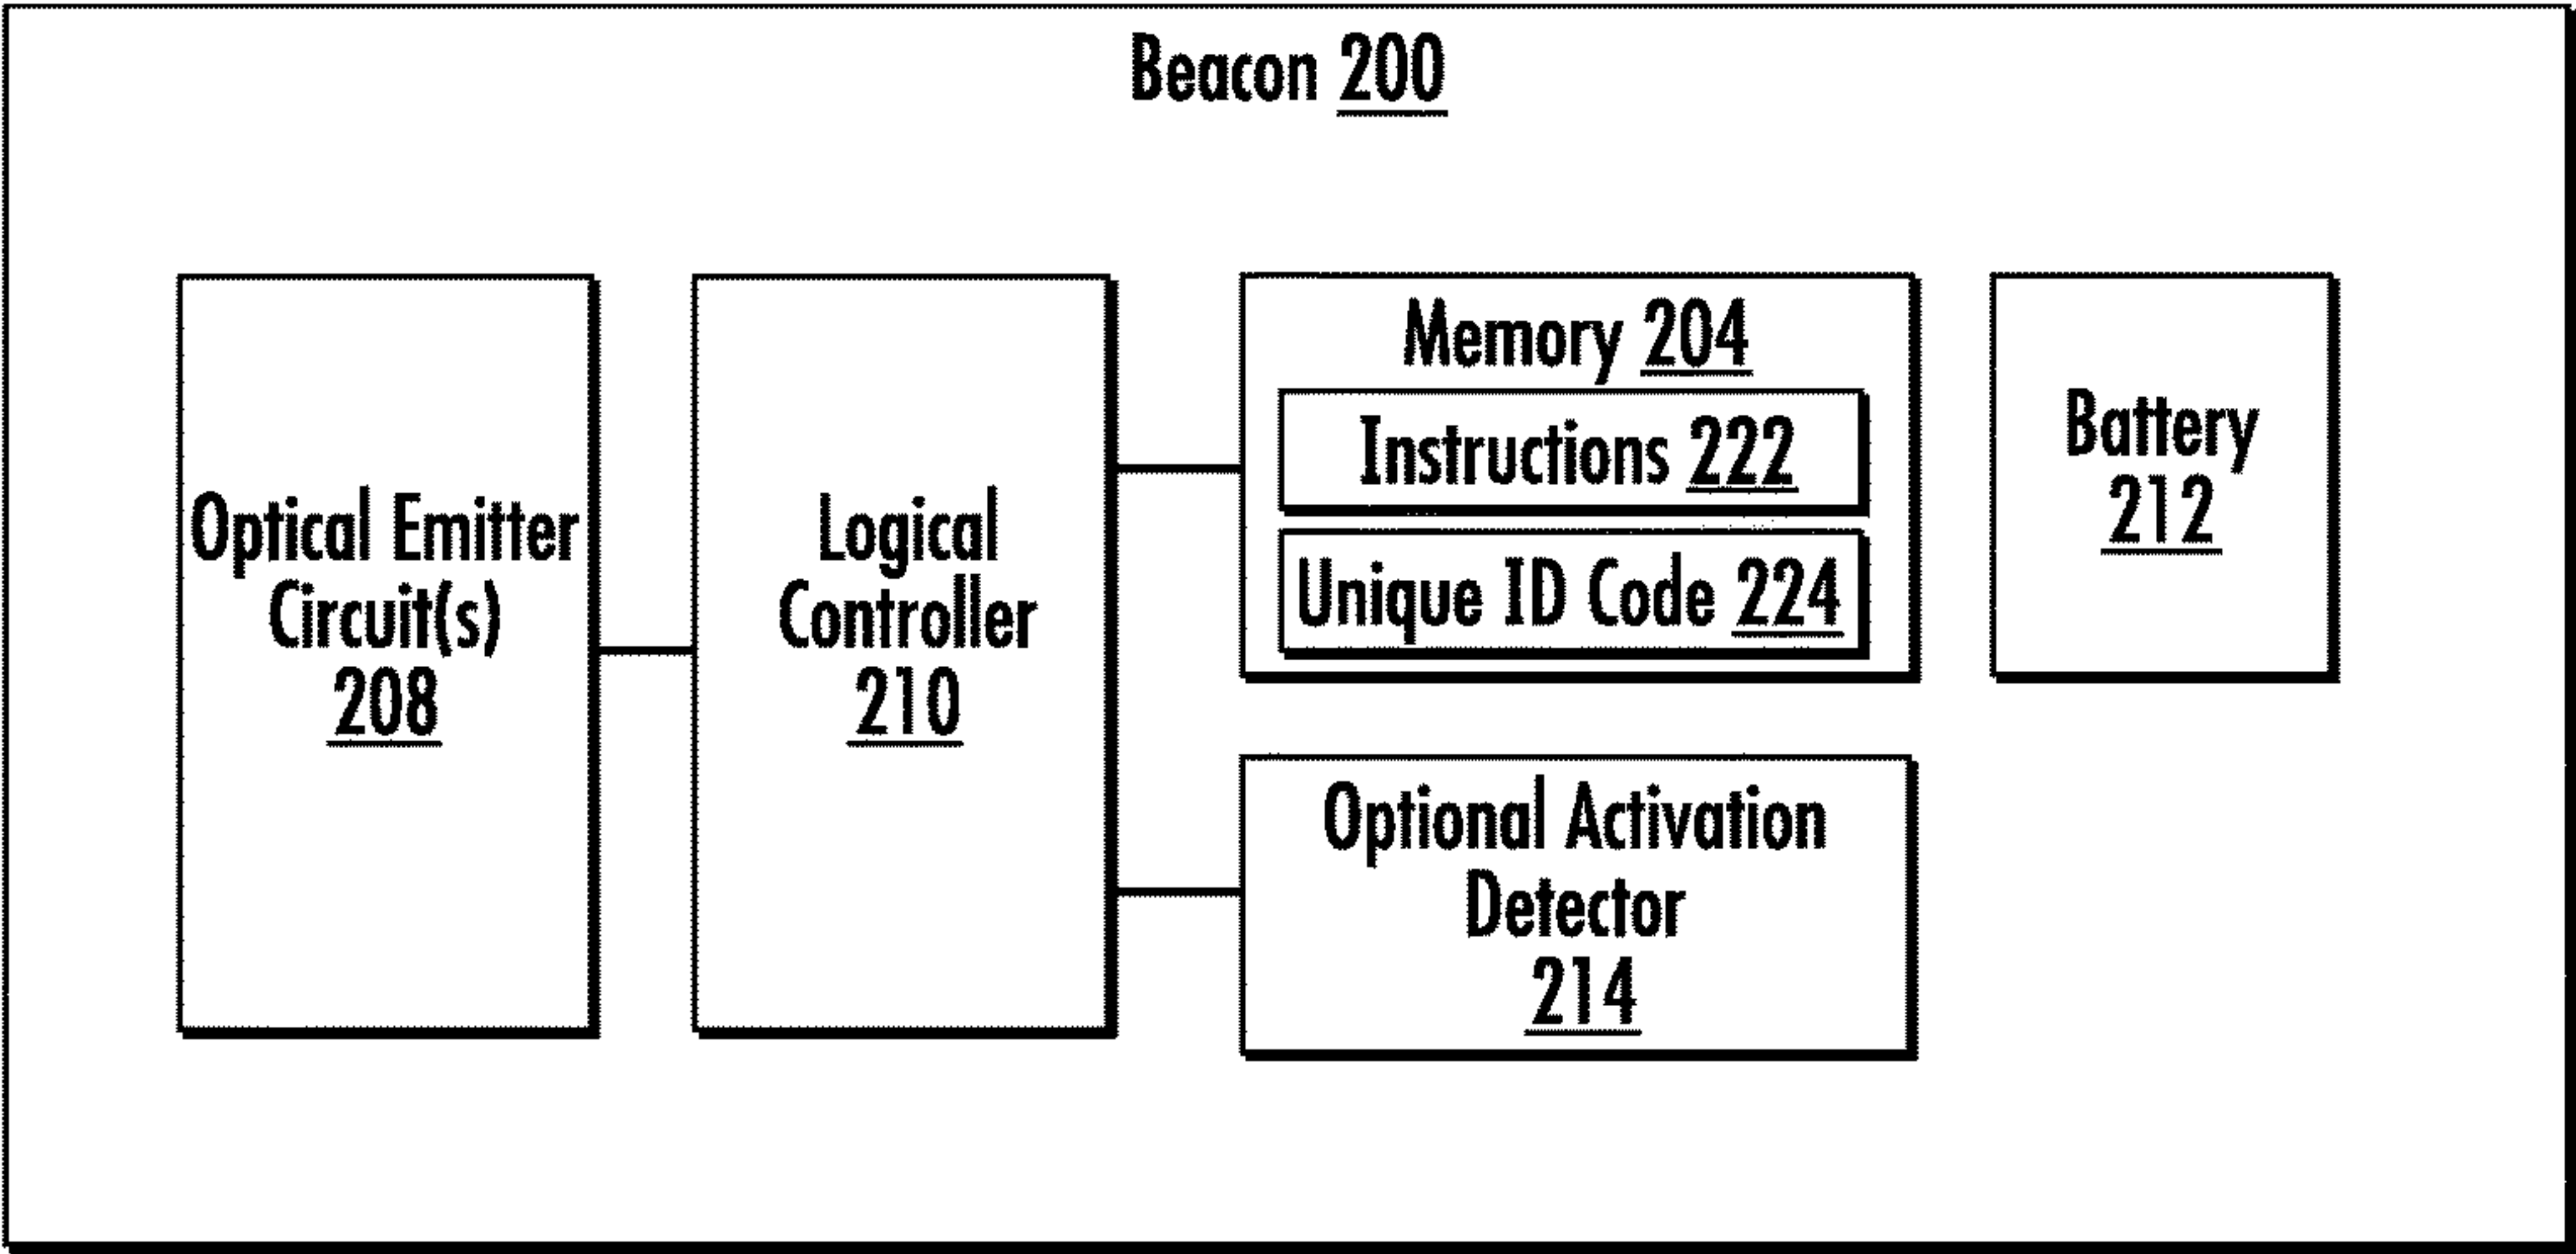 Beacon 200
Optical Emitter
Circuit(s)
208
Logical
Controller
210
Memory 204
Instructions 222
Unique ID Code 224
Battery
212
Optional Activation
Detector
214